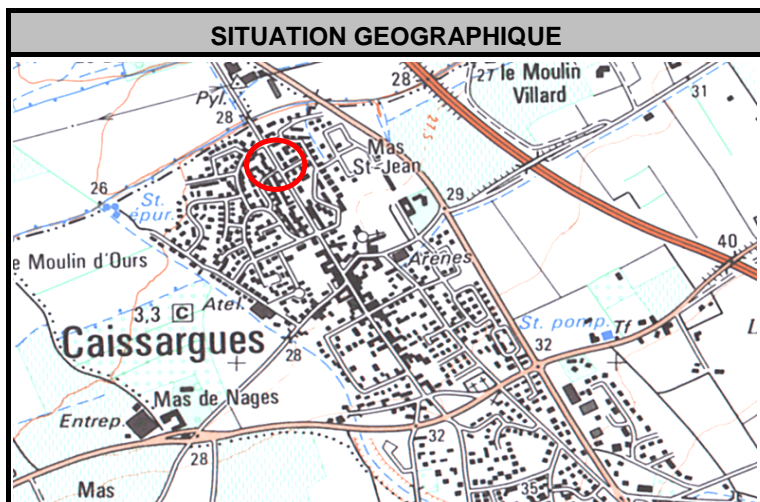 SITUATION GEOGRAPHIQUE
28
27 le Moulin
Villard
31
Pyl.
28
27,5
Mas
St-Jean
26
St.
épur.
29
e Moulin d'Ours
Arènes
40
Atel.
3,3 C
St. pomp.
Tf
L
Caissargues
28
32
Mas de Nages
Entrep.
32
28
35
Mas